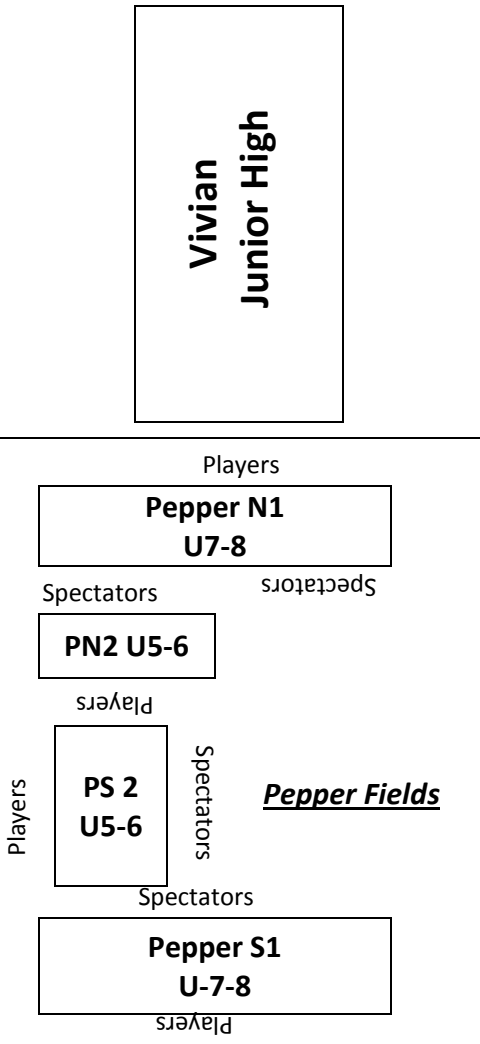 Vivian
Junior High
Players
Pepper N1
U7-8
Spectators
Spectators
PN2 U5-6
Players
Players
PS 2
U5-6
Spectators
Pepper Fields
Spectators
Pepper S1
U-7-8
Players